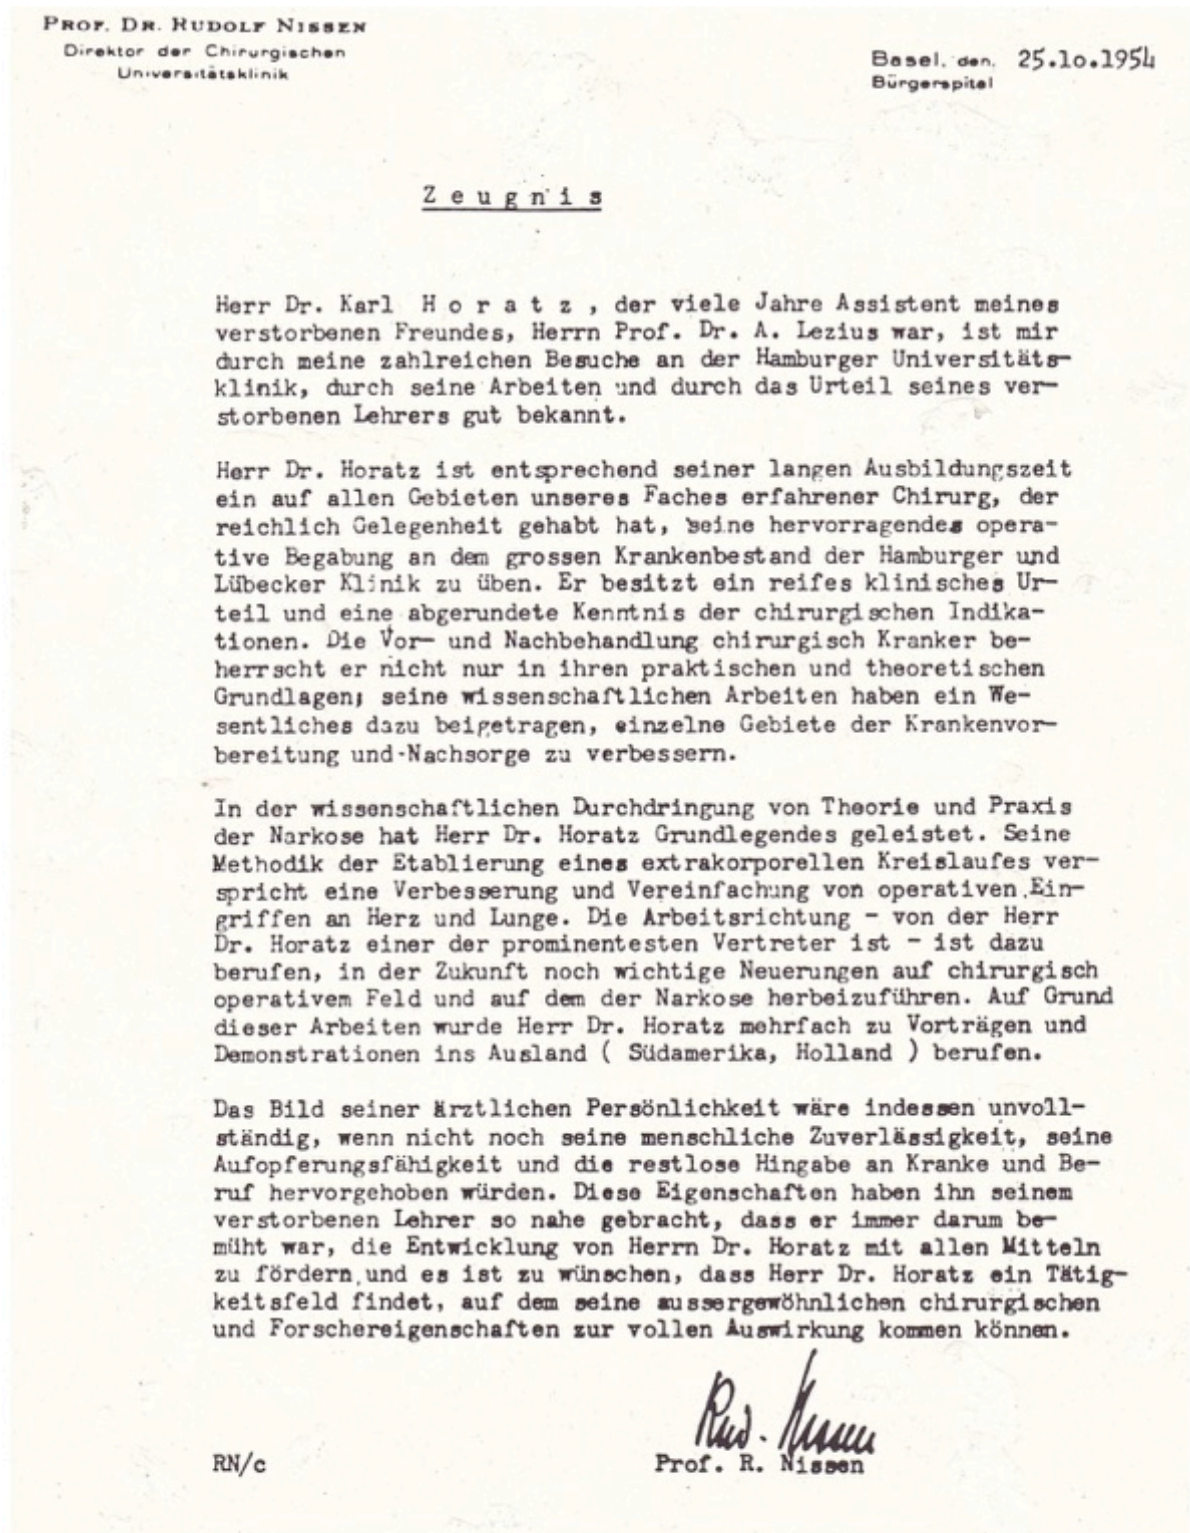 PROF. DR. RUDOLF NISSEN
Direktor der Chirurgischen
Universitätsklinik
Basel, den. 25.10.1954
Bürgerspital
Z e u g n i s
Herr Dr. Karl H o r a t z , der viele Jahre Assistent meines
verstorbenen Freundes, Herrn Prof. Dr. A. Lezius war, ist mir
durch meine zahlreichen Besuche an der Hamburger Universitäts-
klinik, durch seine Arbeiten und durch das Urteil seines ver-
storbenen Lehrers gut bekannt.
Herr Dr. Horatz ist entsprechend seiner langen Ausbildungszeit
ein auf allen Gebieten unseres Faches erfahrener Chirurg, der
reichlich Gelegenheit gehabt hat, seine hervorragendes opera-
tive Begabung an dem grossen Krankenbestand der Hamburger und
Lübecker Klinik zu üben. Er besitzt ein reifes klinisches Ur-
teil und eine abgerundete Kenntnis der chirurgischen Indika-
tionen. Die Vor- und Nachbehandlung chirurgisch Kranker be-
herrscht er nicht nur in ihren praktischen und theoretischen
Grundlagen; seine wissenschaftlichen Arbeiten haben ein We-
sentliches dazu beigetragen, einzelne Gebiete der Krankenvor-
bereitung und-Nachsorge zu verbessern.
In der wissenschaftlichen Durchdringung von Theorie und Praxis
der Narkose hat Herr Dr. Horatz Grundlegendes geleistet. Seine
Methodik der Etablierung eines extrakorporellen Kreislaufes ver-
spricht eine Verbesserung und Vereinfachung von operativen Ein-
griffen an Herz und Lunge. Die Arbeitsrichtung - von der Herr
Dr. Horatz einer der prominentesten Vertreter ist - ist dazu
berufen, in der Zukunft noch wichtige Neuerungen auf chirurgisch
operativem Feld und auf dem der Narkose herbeizuführen. Auf Grund
dieser Arbeiten wurde Herr Dr. Horatz mehrfach zu Vorträgen und
Demonstrationen ins Ausland ( Südamerika, Holland ) berufen.
Das Bild seiner ärztlichen Persönlichkeit wäre indessen unvoll-
ständig, wenn nicht noch seine menschliche Zuverlässigkeit, seine
Aufopferungsfähigkeit und die restlose Hingabe an Kranke und Be-
ruf hervorgehoben würden. Diese Eigenschaften haben ihn seinem
verstorbenen Lehrer so nahe gebracht, dass er immer darum be-
müht war, die Entwicklung von Herrn Dr. Horatz mit allen Mitteln
zu fördern, und es ist zu wünschen, dass Herr Dr. Horatz ein Tätig-
keitsfeld findet, auf dem seine aussergewöhnlichen chirurgischen
und Forschereigenschaften zur vollen Auswirkung kommen können.
Rud. Nissen
RN/c
Prof. R. Nissen